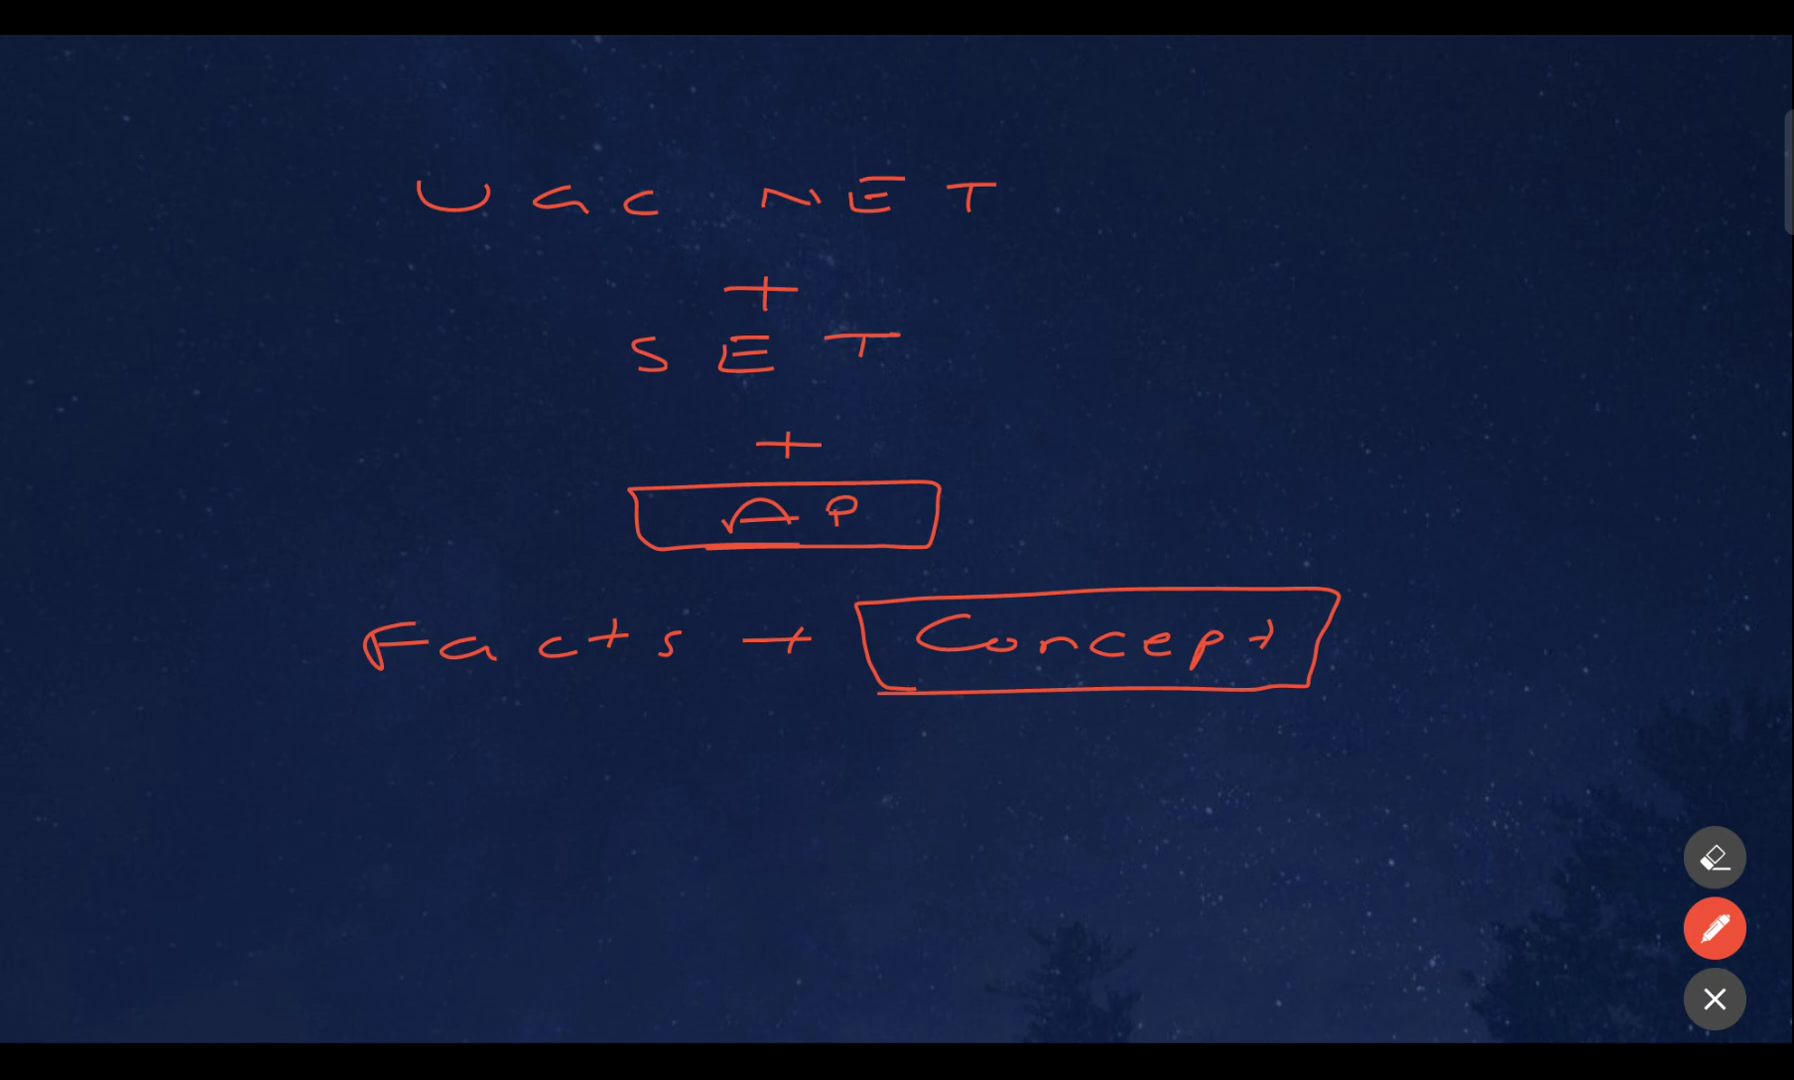 UGC NET
+
SET
+
AP
Facts + Concept